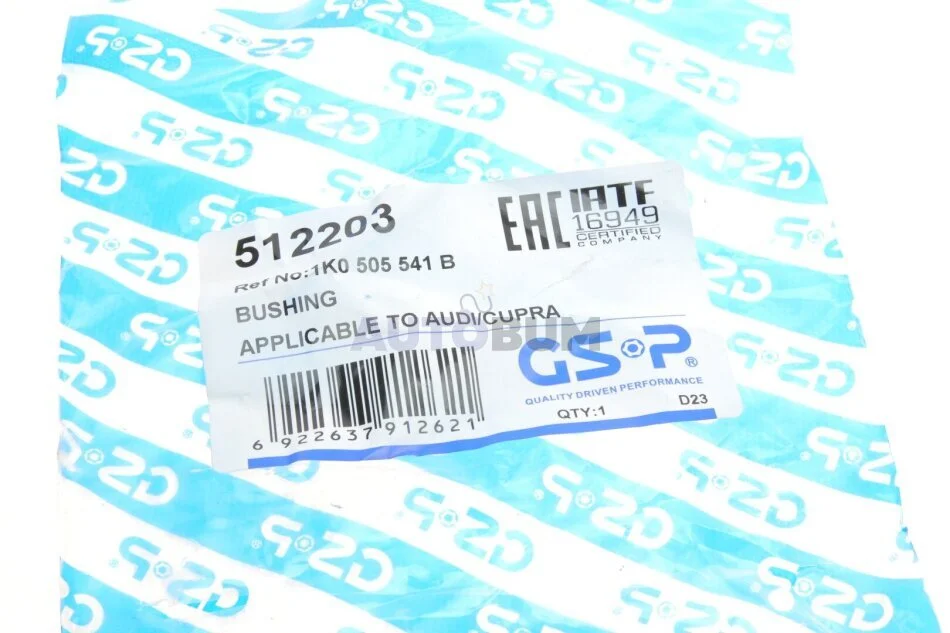 512203
Ref No:1K0 505 541 B
BUSHING
APPLICABLE TO AUDI/CUPRA
EAC
IATF
16949
CERTIFIED
COMPANY
AUTOBUM
GSP®
QUALITY DRIVEN PERFORMANCE
QTY:1
D23
6 922637 912621